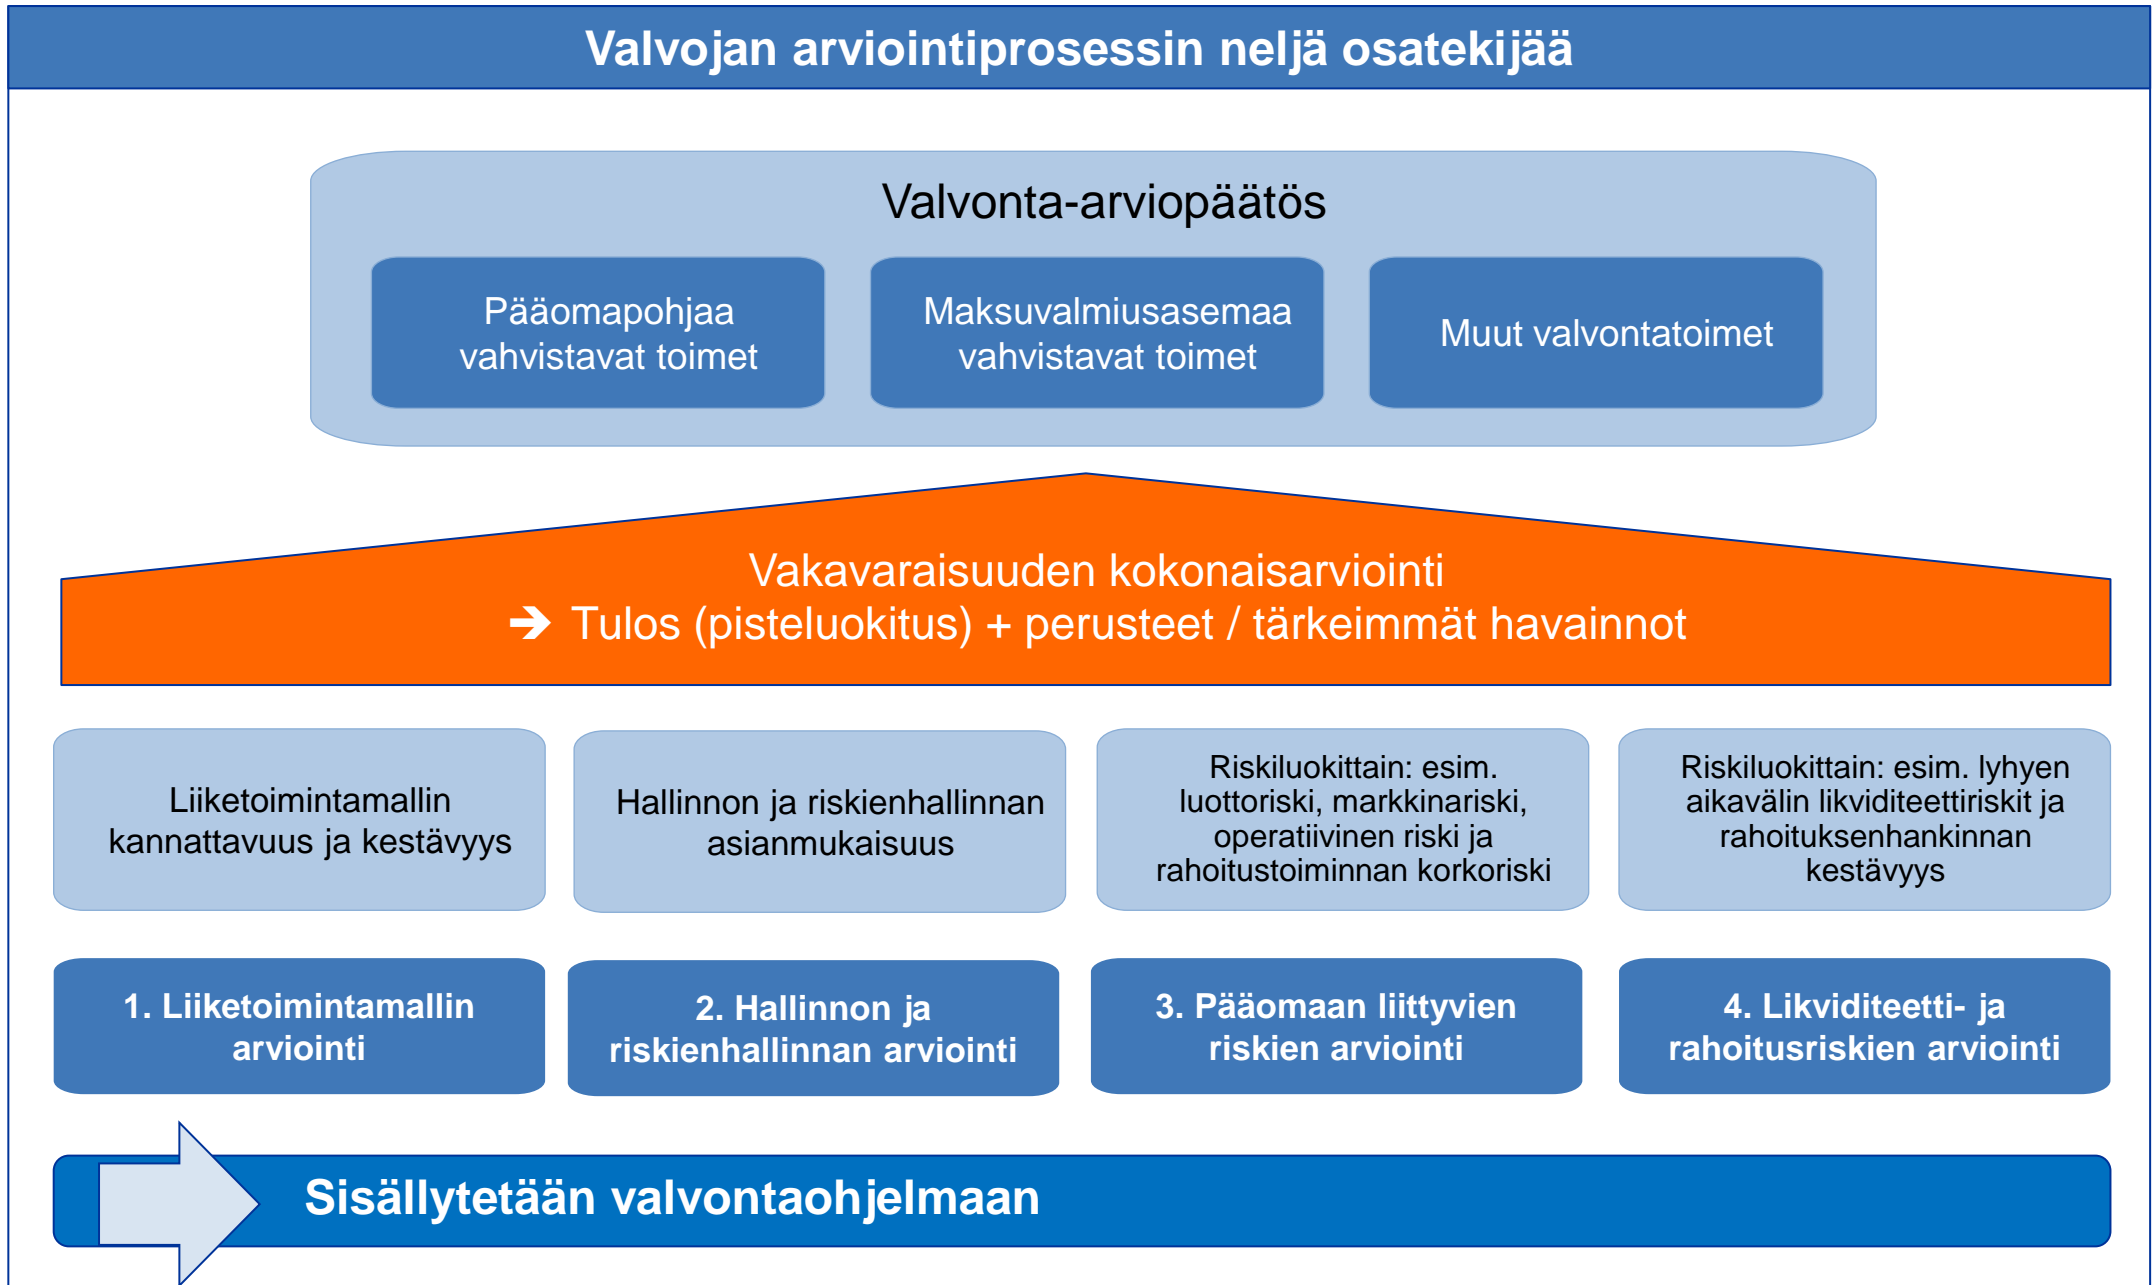 Valvojan arviointiprosessin neljä osatekijää
Valvonta-arviopäätös
Pääomapohjaa
vahvistavat toimet
Maksuvalmiusasemaa
vahvistavat toimet
Muut valvontatoimet
Vakavaraisuuden kokonaisarviointi
➔ Tulos (pisteluokitus) + perusteet / tärkeimmät havainnot
Liiketoimintamallin
kannattavuus ja kestävyys
Hallinnon ja riskienhallinnan
asianmukaisuus
Riskiluokittain: esim.
luottoriski, markkinariski,
operatiivinen riski ja
rahoitustoiminnan korkoriski
Riskiluokittain: esim. lyhyen
aikavälin likviditeettiriskit ja
rahoituksenhankinnan
kestävyys
1. Liiketoimintamallin
arviointi
2. Hallinnon ja
riskienhallinnan arviointi
3. Pääomaan liittyvien
riskien arviointi
4. Likviditeetti- ja
rahoitusriskien arviointi
Sisällytetään valvontaohjelmaan